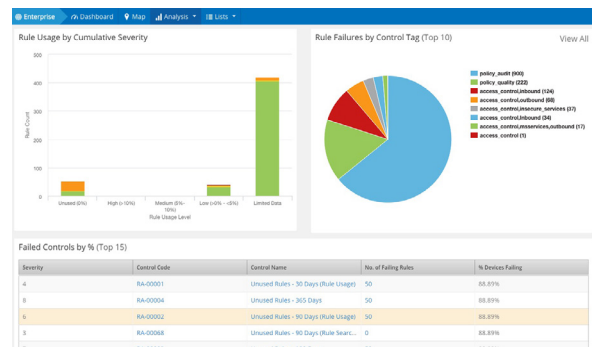 Enterprise Dashboard Map Analysis Lists
Rule Usage by Cumulative Severity
500
400
300
200
100
0
Rule Count
Unused (0%) High (>10%) Medium (5%-10%) Low (>0% - <5%) Limited Data
Rule Usage Level
Rule Failures by Control Tag (Top 10) View All
policy_audit (900)
policy_quality (222)
access_control,inbound (124)
access_control,outbound (68)
access_control,insecure_services (37)
access_control,Inbound (34)
access_control,msservices,outbound (17)
access_control (1)
Failed Controls by % (Top 15)
Severity Control Code Control Name No. of Failing Rules % Devices Failing
4 RA-00001 Unused Rules - 30 Days (Rule Usage) 50 88.89%
8 RA-00004 Unused Rules - 365 Days 50 88.89%
6 RA-00002 Unused Rules - 90 Days (Rule Usage) 50 88.89%
3 RA-00068 Unused Rules - 90 Days (Rule Searc... 0 88.89%